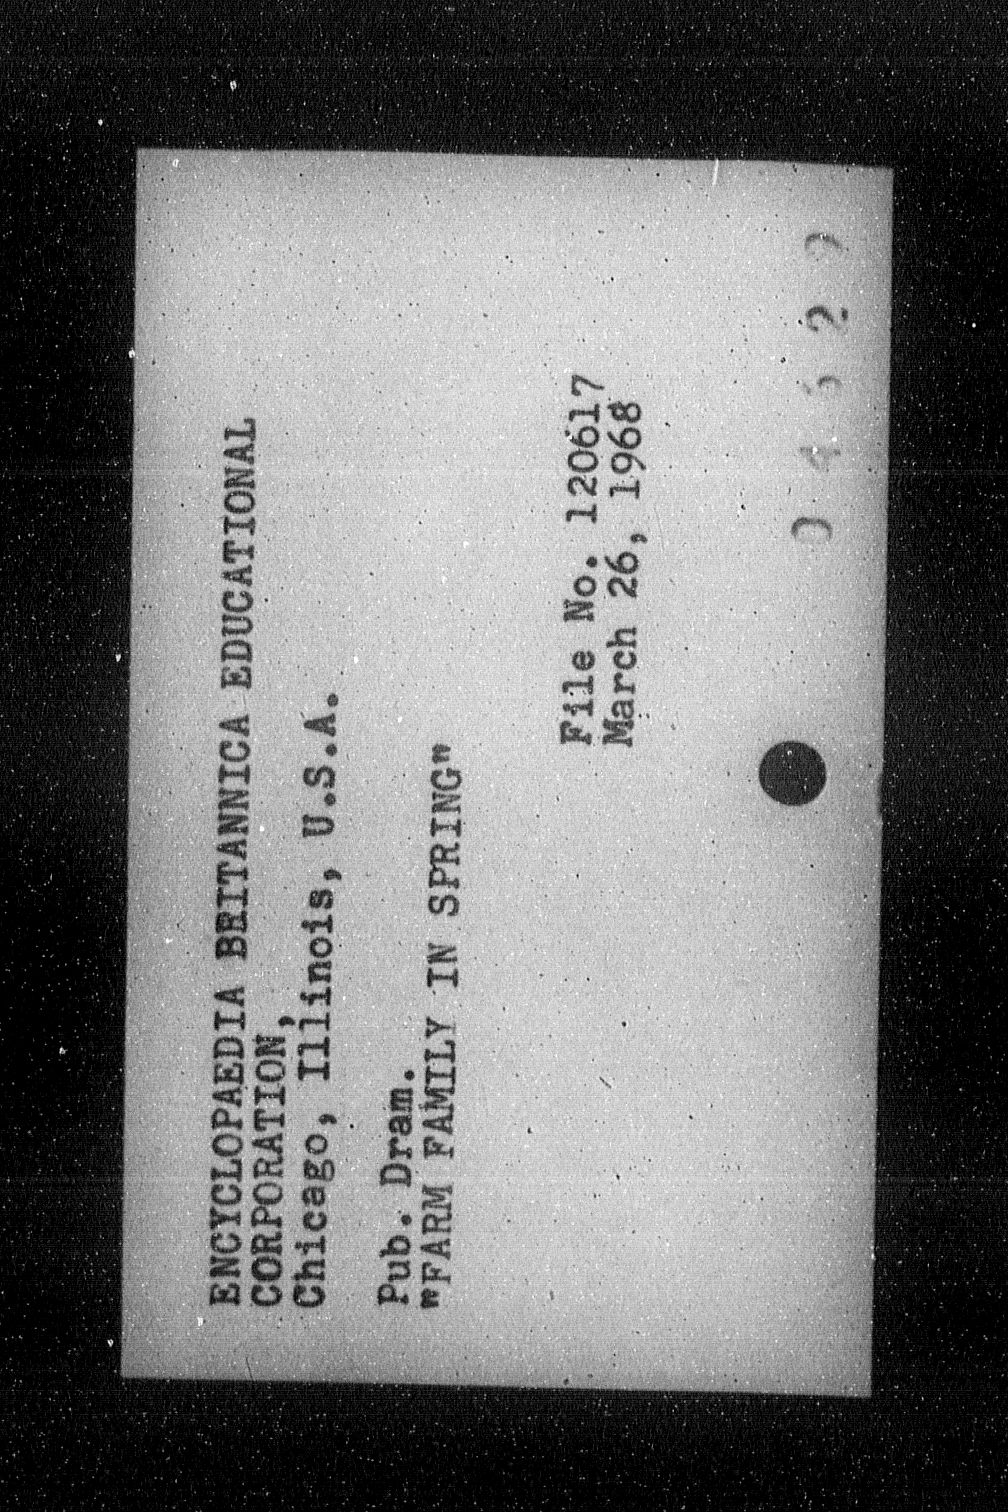 ENCYCLOPAEDIA BRITANNICA EDUCATIONAL
CORPORATION,
Chicago, Illinois, U.S.A.
Pub. Dram.
"FARM FAMILY IN SPRING"
File No. 120617
March 26, 1968